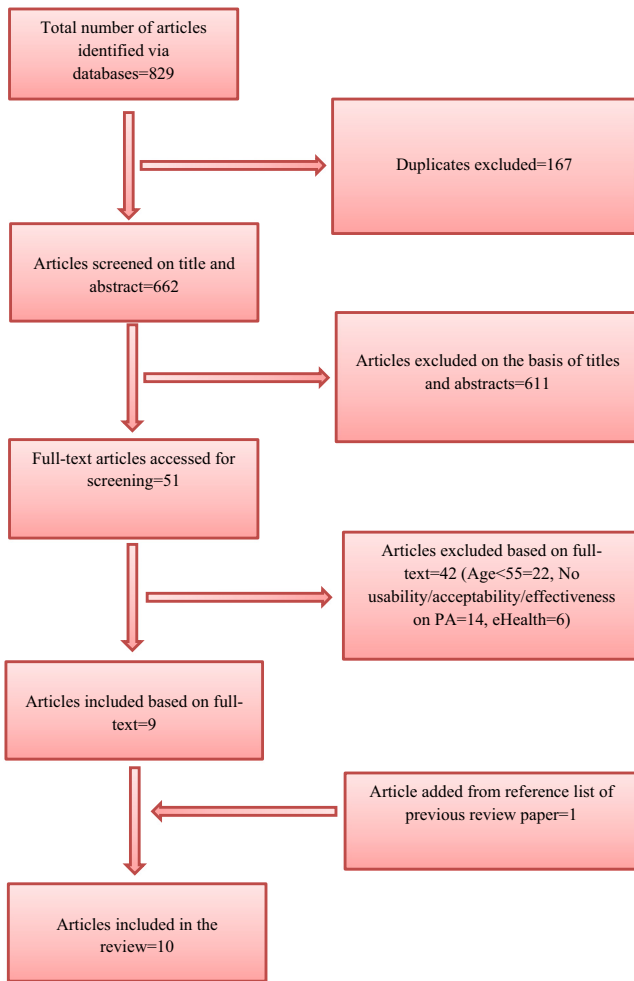 Total number of articles
identified via
databases=829
Duplicates excluded=167
Articles screened on title and
abstract=662
Articles excluded on the basis of titles
and abstracts=611
Full-text articles accessed for
screening=51
Articles excluded based on full-
text=42 (Age<55=22, No
usability/acceptability/effectiveness
on PA=14, eHealth=6)
Articles included based on full-
text=9
Article added from reference list of
previous review paper=1
Articles included in the
review=10